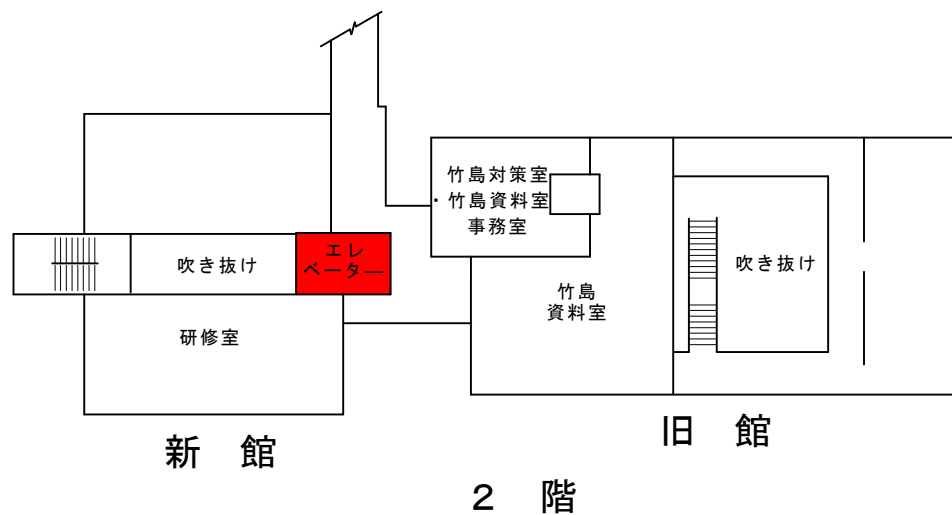 竹島対策室
・竹島資料室
事務室
エレ
ベーター
吹き抜け
吹き抜け
竹島
資料室
研修室
新 館
旧 館
2 階